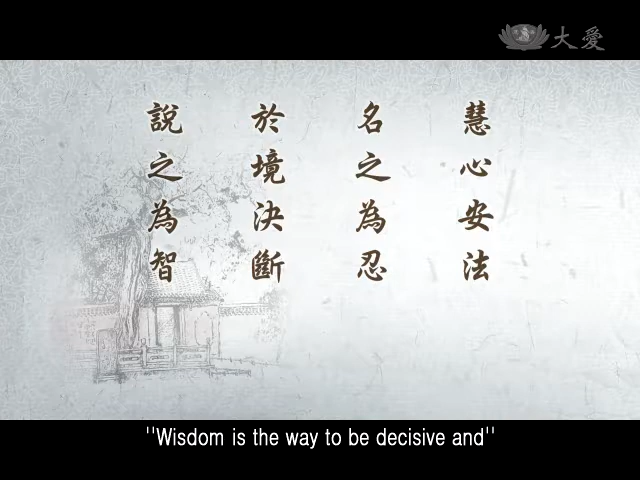 大愛
慧心安法
名之為忍
於境決斷
說之為智
''Wisdom is the way to be decisive and''